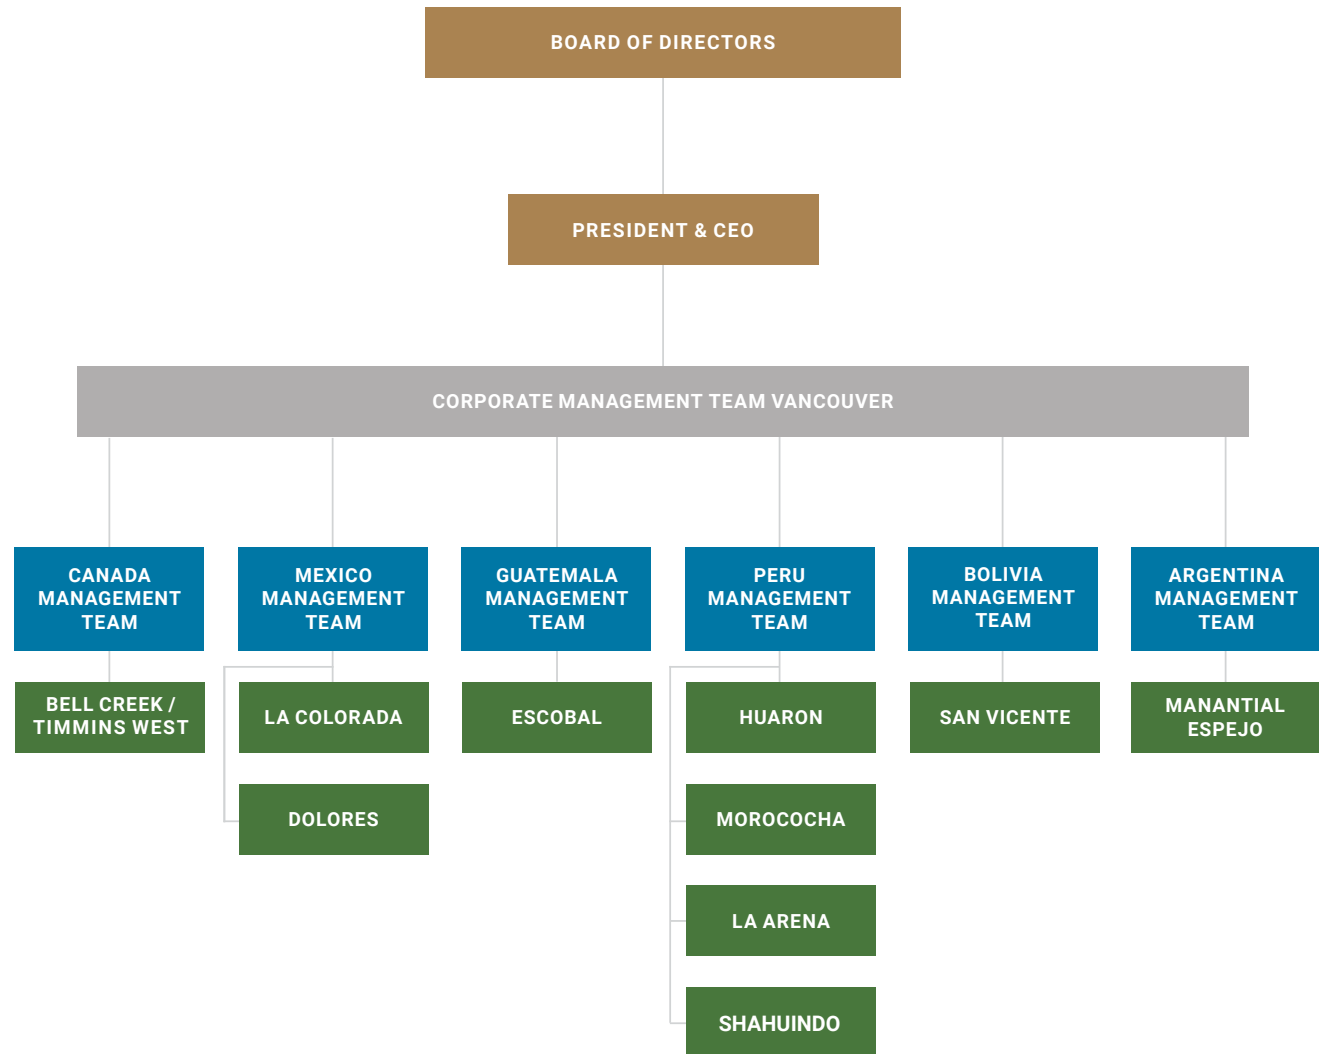 BOARD OF DIRECTORS
PRESIDENT & CEO
CORPORATE MANAGEMENT TEAM VANCOUVER
CANADA
MANAGEMENT
TEAM
MEXICO
MANAGEMENT
TEAM
GUATEMALA
MANAGEMENT
TEAM
PERU
MANAGEMENT
TEAM
BOLIVIA
MANAGEMENT
TEAM
ARGENTINA
MANAGEMENT
TEAM
BELL CREEK /
TIMMINS WEST
LA COLORADA
ESCOBAL
HUARON
SAN VICENTE
MANANTIAL
ESPEJO
DOLORES
MOROCOCHA
LA ARENA
SHAHUINDO